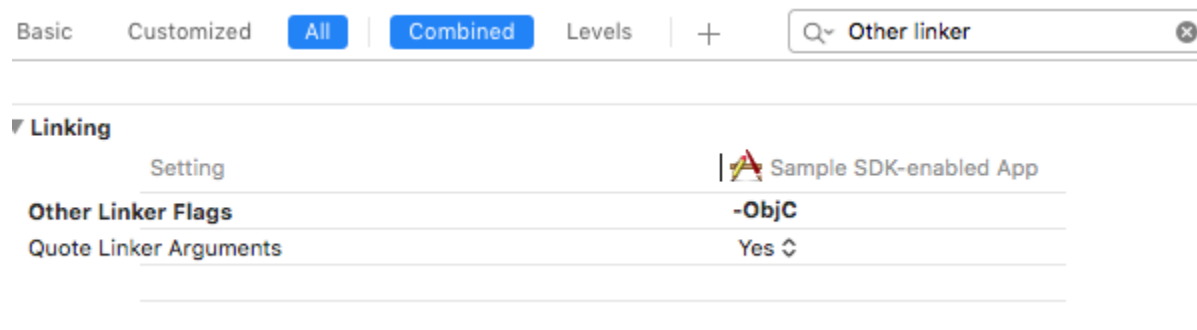 Basic Customized All Combined Levels + Other linker
Linking
Setting Sample SDK-enabled App
Other Linker Flags -ObjC
Quote Linker Arguments Yes